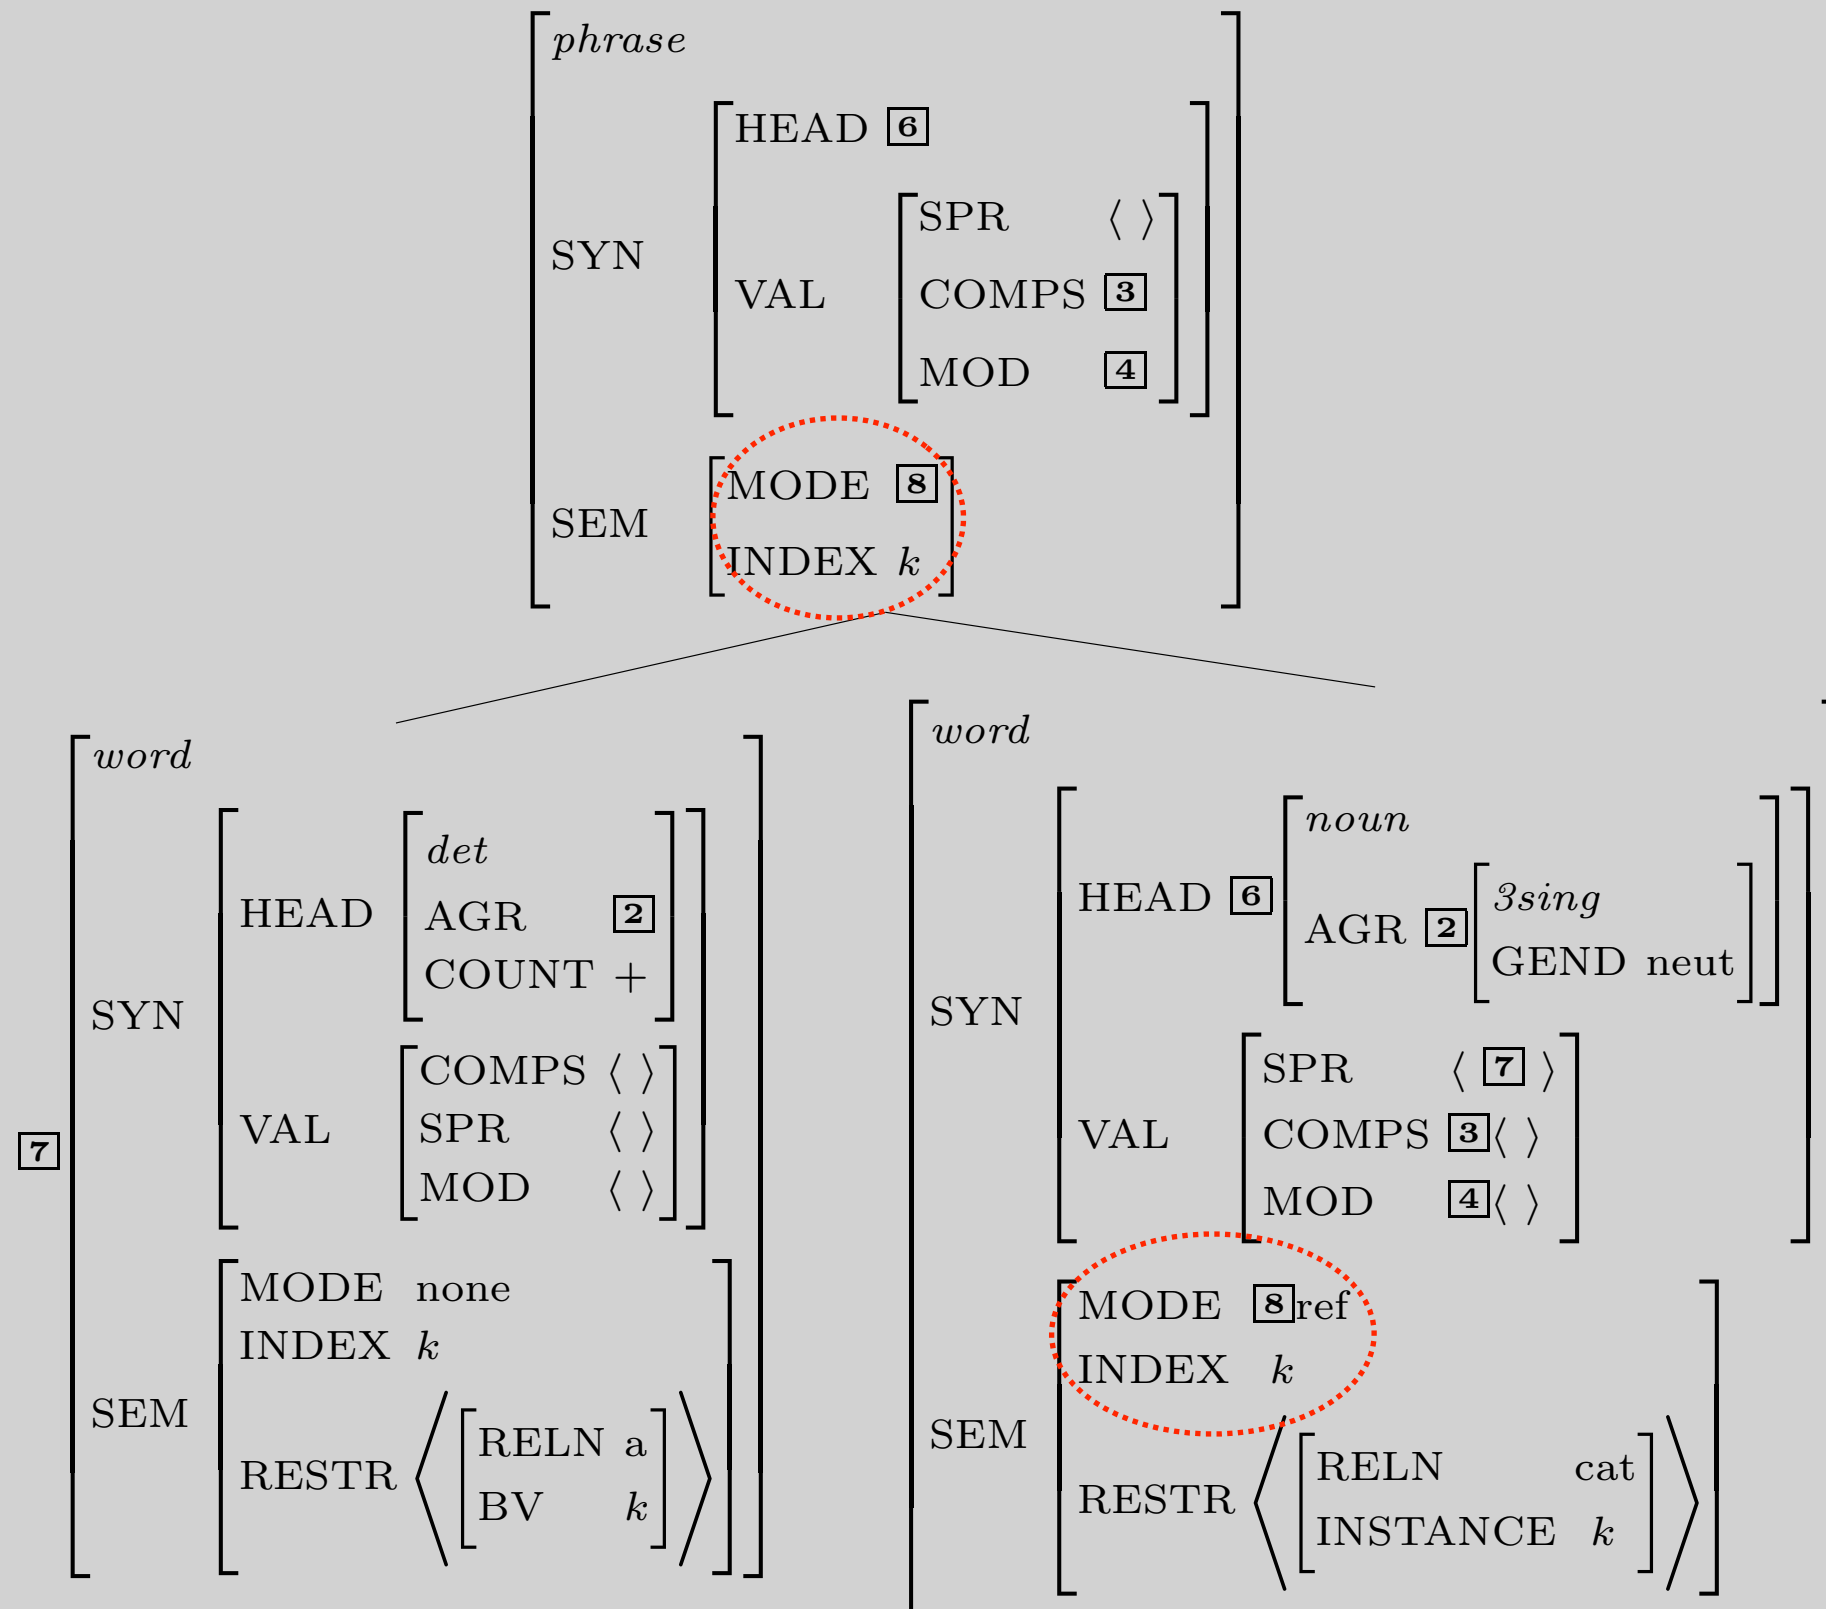 phrase
HEAD 6
SPR ⟨ ⟩
SYN
VAL
COMPS 3
MOD 4
MODE 8
SEM
INDEX k
word
HEAD
det
AGR 2
COUNT +
SYN
VAL
COMPS ⟨ ⟩
SPR ⟨ ⟩
MOD ⟨ ⟩
7
MODE none
INDEX k
SEM
RESTR ⟨
RELN a
BV k
⟩
word
noun
HEAD 6
AGR 2
3sing
GEND neut
SYN
VAL
SPR ⟨ 7 ⟩
COMPS 3⟨ ⟩
MOD 4⟨ ⟩
MODE 8ref
INDEX k
SEM
RESTR ⟨
RELN cat
INSTANCE k
⟩